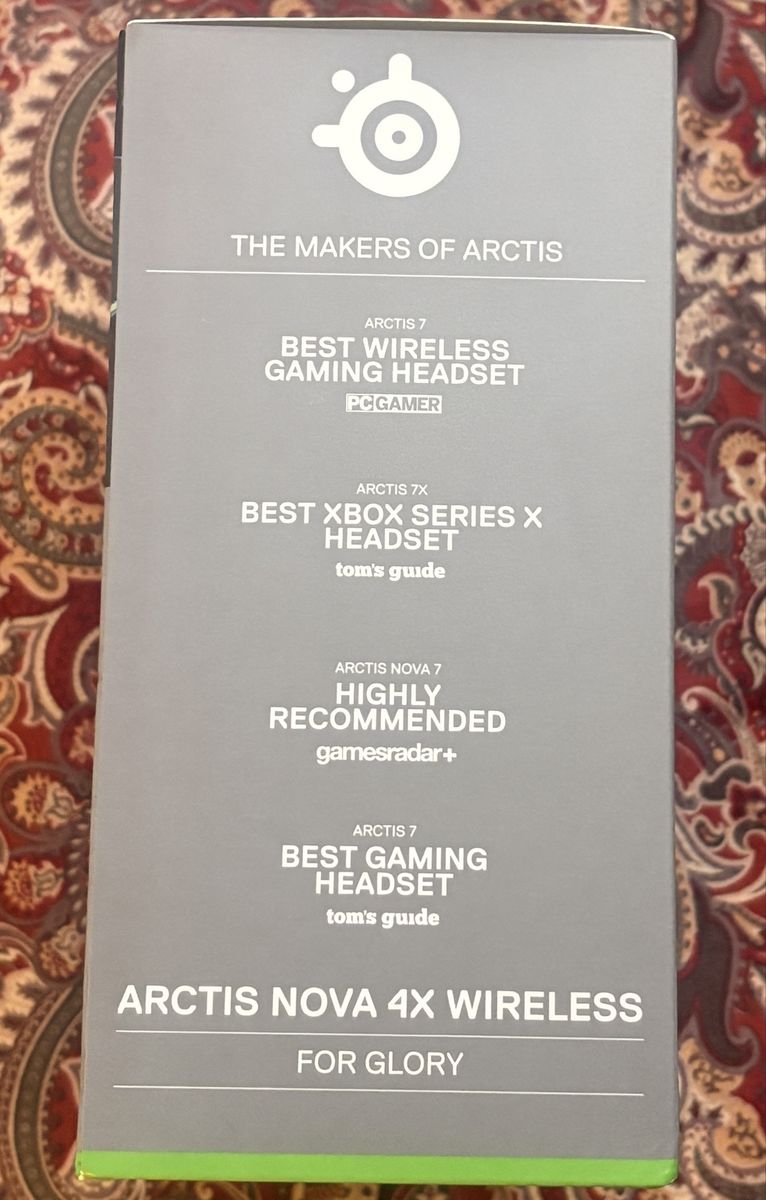 THE MAKERS OF ARCTIS
ARCTIS 7
BEST WIRELESS
GAMING HEADSET
PC GAMER
ARCTIS 7X
BEST XBOX SERIES X
HEADSET
tom's guide
ARCTIS NOVA 7
HIGHLY
RECOMMENDED
gamesradar+
ARCTIS 7
BEST GAMING
HEADSET
tom's guide
ARCTIS NOVA 4X WIRELESS
FOR GLORY